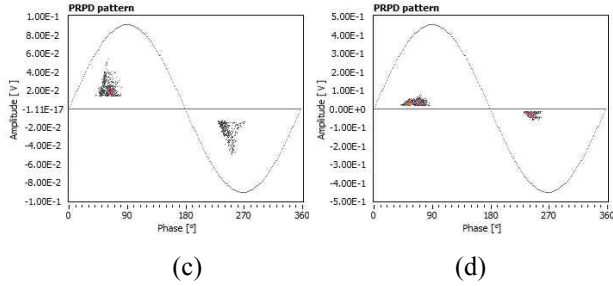 PRPD pattern
Amplitude [ V ]
1.00E-1
8.00E-2
6.00E-2
4.00E-2
2.00E-2
-1.11E-17
-2.00E-2
-4.00E-2
-6.00E-2
-8.00E-2
-1.00E-1
0 90 180 270 360
Phase [°]
(c)
PRPD pattern
Amplitude [ V ]
5.00E-1
4.00E-1
3.00E-1
2.00E-1
1.00E-1
0.00E+0
-1.00E-1
-2.00E-1
-3.00E-1
-4.00E-1
-5.00E-1
0 90 180 270 360
Phase [°]
(d)